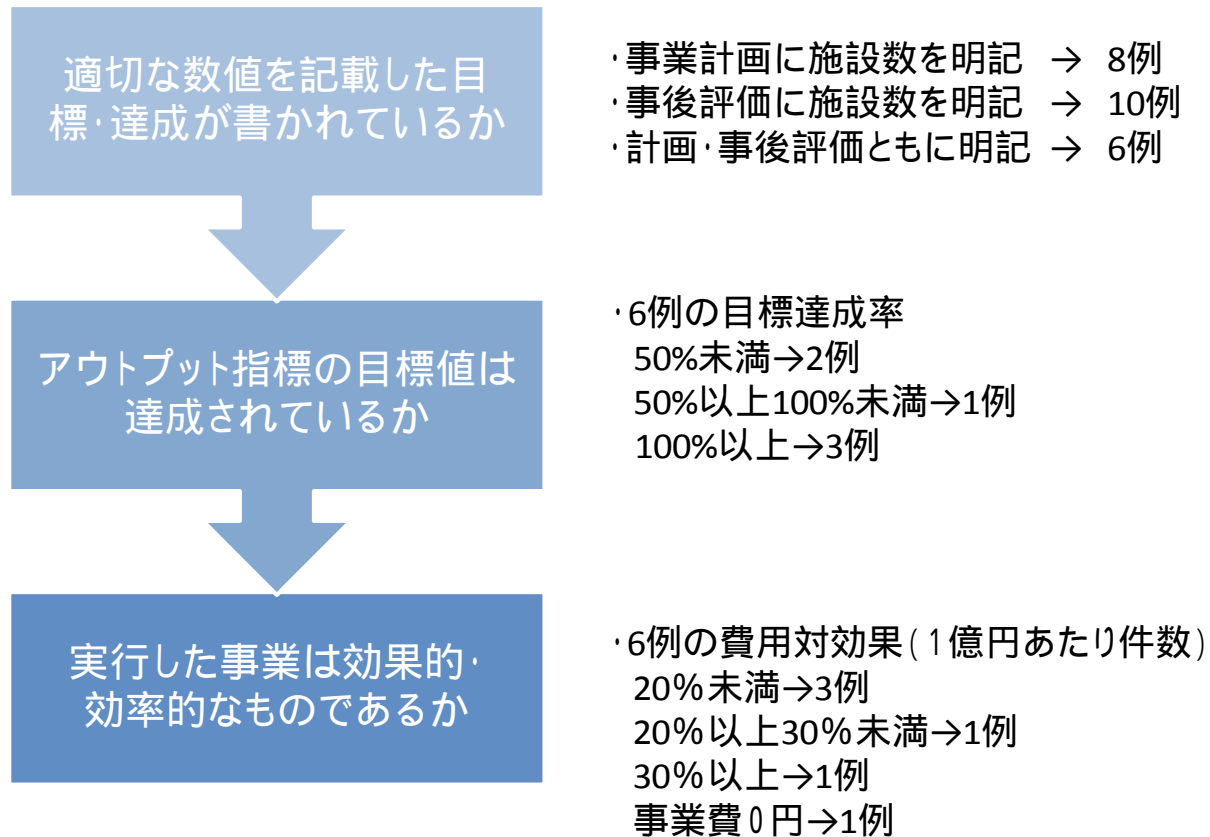 適切な数値を記載した目
標・達成が書かれているか
・事業計画に施設数を明記 → 8例
・事後評価に施設数を明記 → 10例
・計画・事後評価ともに明記 → 6例
アウトプット指標の目標値は
達成されているか
・6例の目標達成率
50%未満→2例
50%以上100%未満→1例
100%以上→3例
実行した事業は効果的・
効率的なものであるか
・6例の費用対効果(1億円あたり件数)
20%未満→3例
20%以上30%未満→1例
30%以上→1例
事業費0円→1例